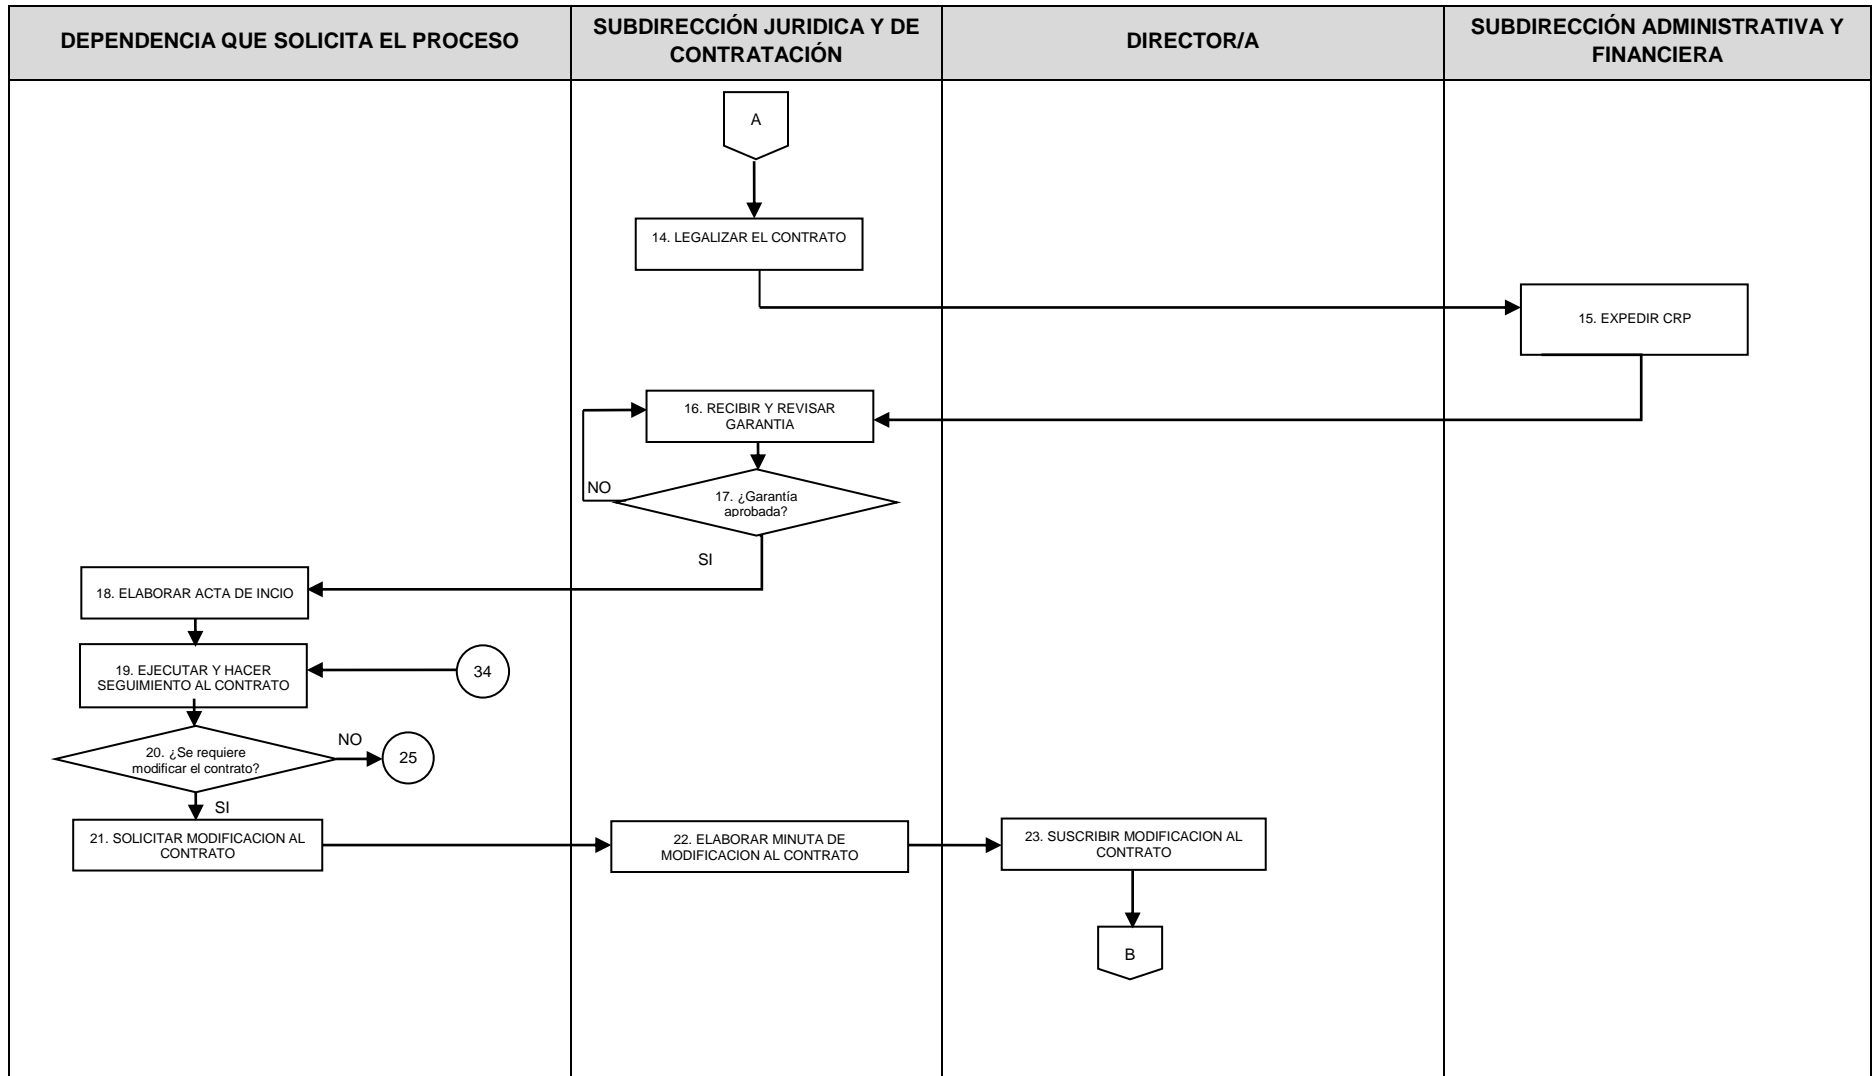 DEPENDENCIA QUE SOLICITA EL PROCESO
SUBDIRECCIÓN JURIDICA Y DE
CONTRATACIÓN
DIRECTOR/A
SUBDIRECCIÓN ADMINISTRATIVA Y
FINANCIERA
A
14. LEGALIZAR EL CONTRATO
15. EXPEDIR CRP
16. RECIBIR Y REVISAR
GARANTIA
NO
17. ¿Garantía
aprobada?
SI
18. ELABORAR ACTA DE INCIO
19. EJECUTAR Y HACER
SEGUIMIENTO AL CONTRATO
34
20. ¿Se requiere
modificar el contrato?
NO
25
SI
21. SOLICITAR MODIFICACION AL
CONTRATO
22. ELABORAR MINUTA DE
MODIFICACION AL CONTRATO
23. SUSCRIBIR MODIFICACION AL
CONTRATO
B